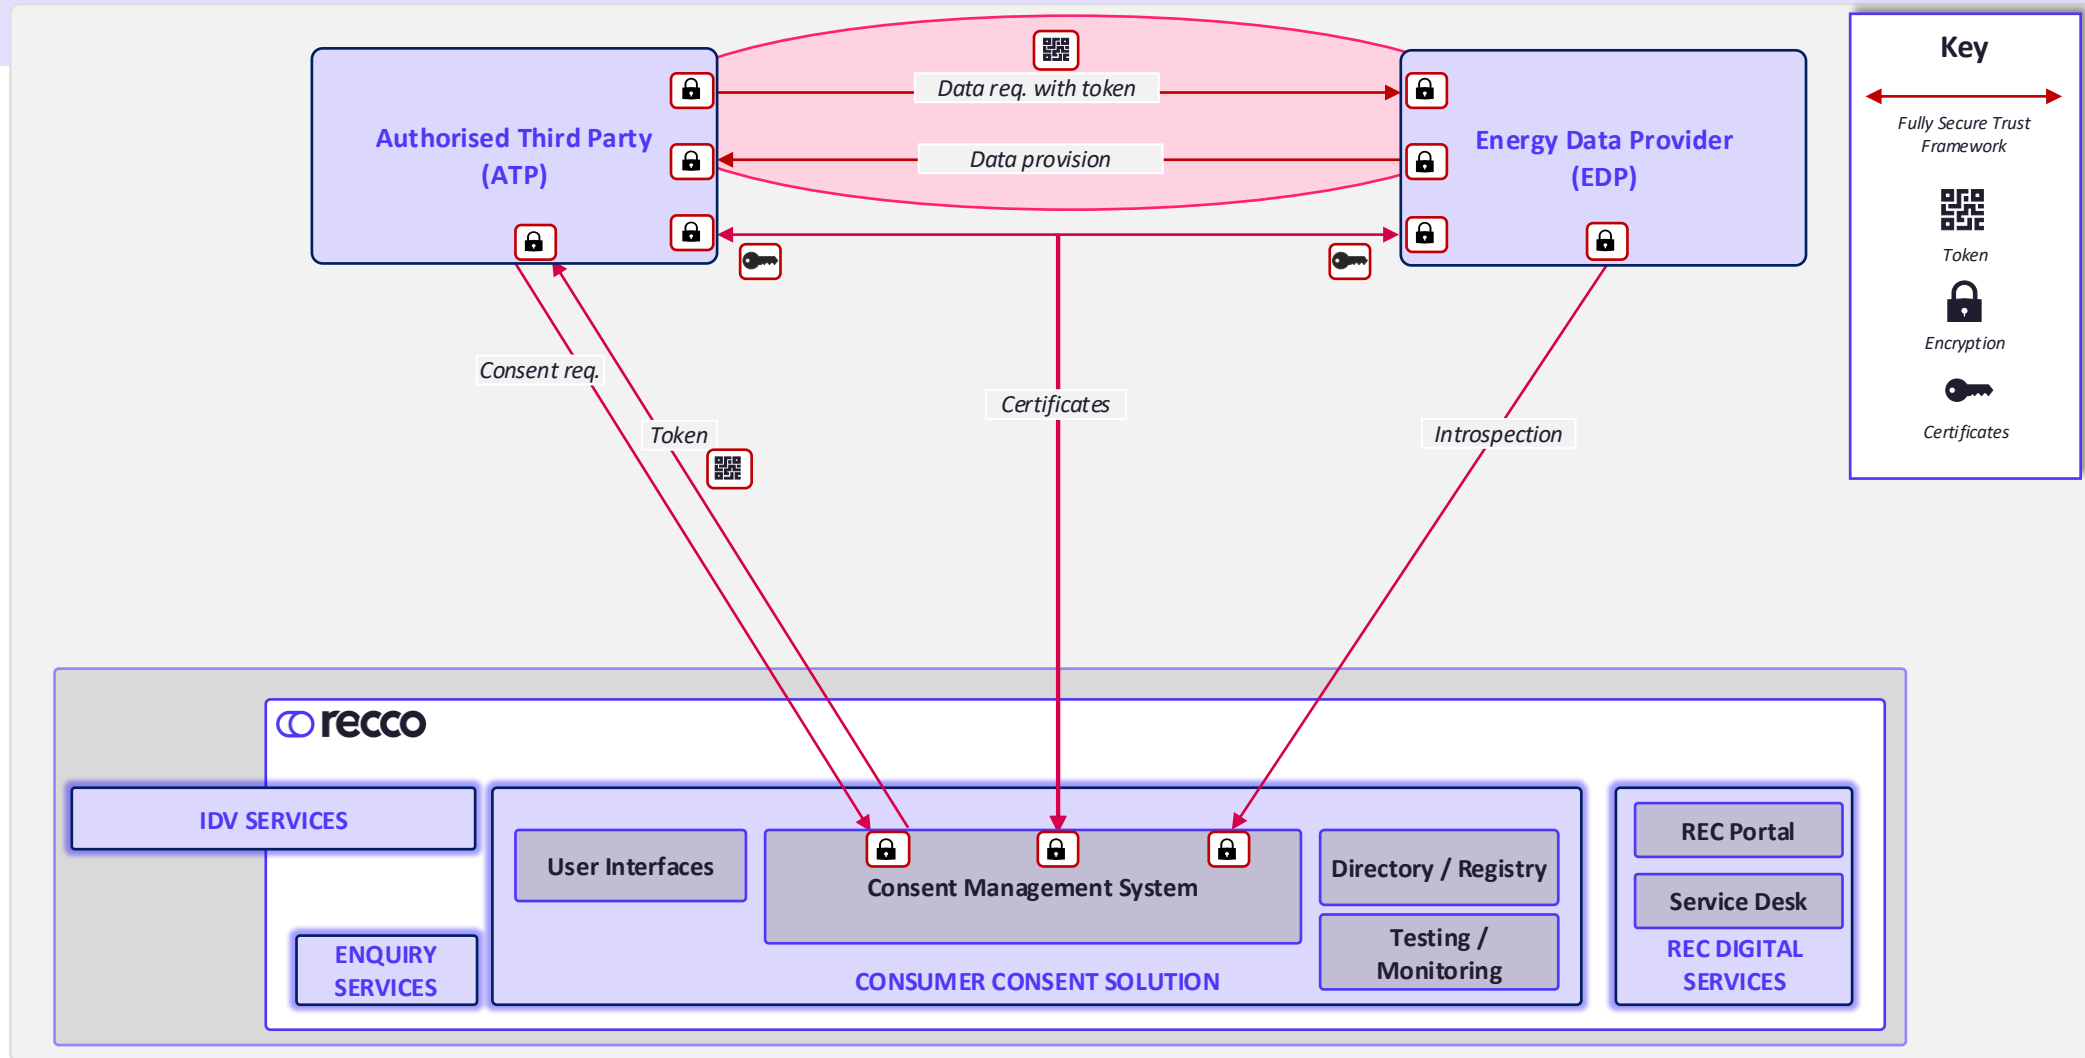 Key
Data req. with token
Fully Secure Trust
Framework
Authorised Third Party
(ATP)
Data provision
Energy Data Provider
(EDP)
Token
Encryption
Certificates
Consent req.
Token
Certificates
Introspection
recco
IDV SERVICES
ENQUIRY
SERVICES
User Interfaces
Consent Management System
Directory / Registry
Testing /
Monitoring
CONSUMER CONSENT SOLUTION
REC Portal
Service Desk
REC DIGITAL
SERVICES